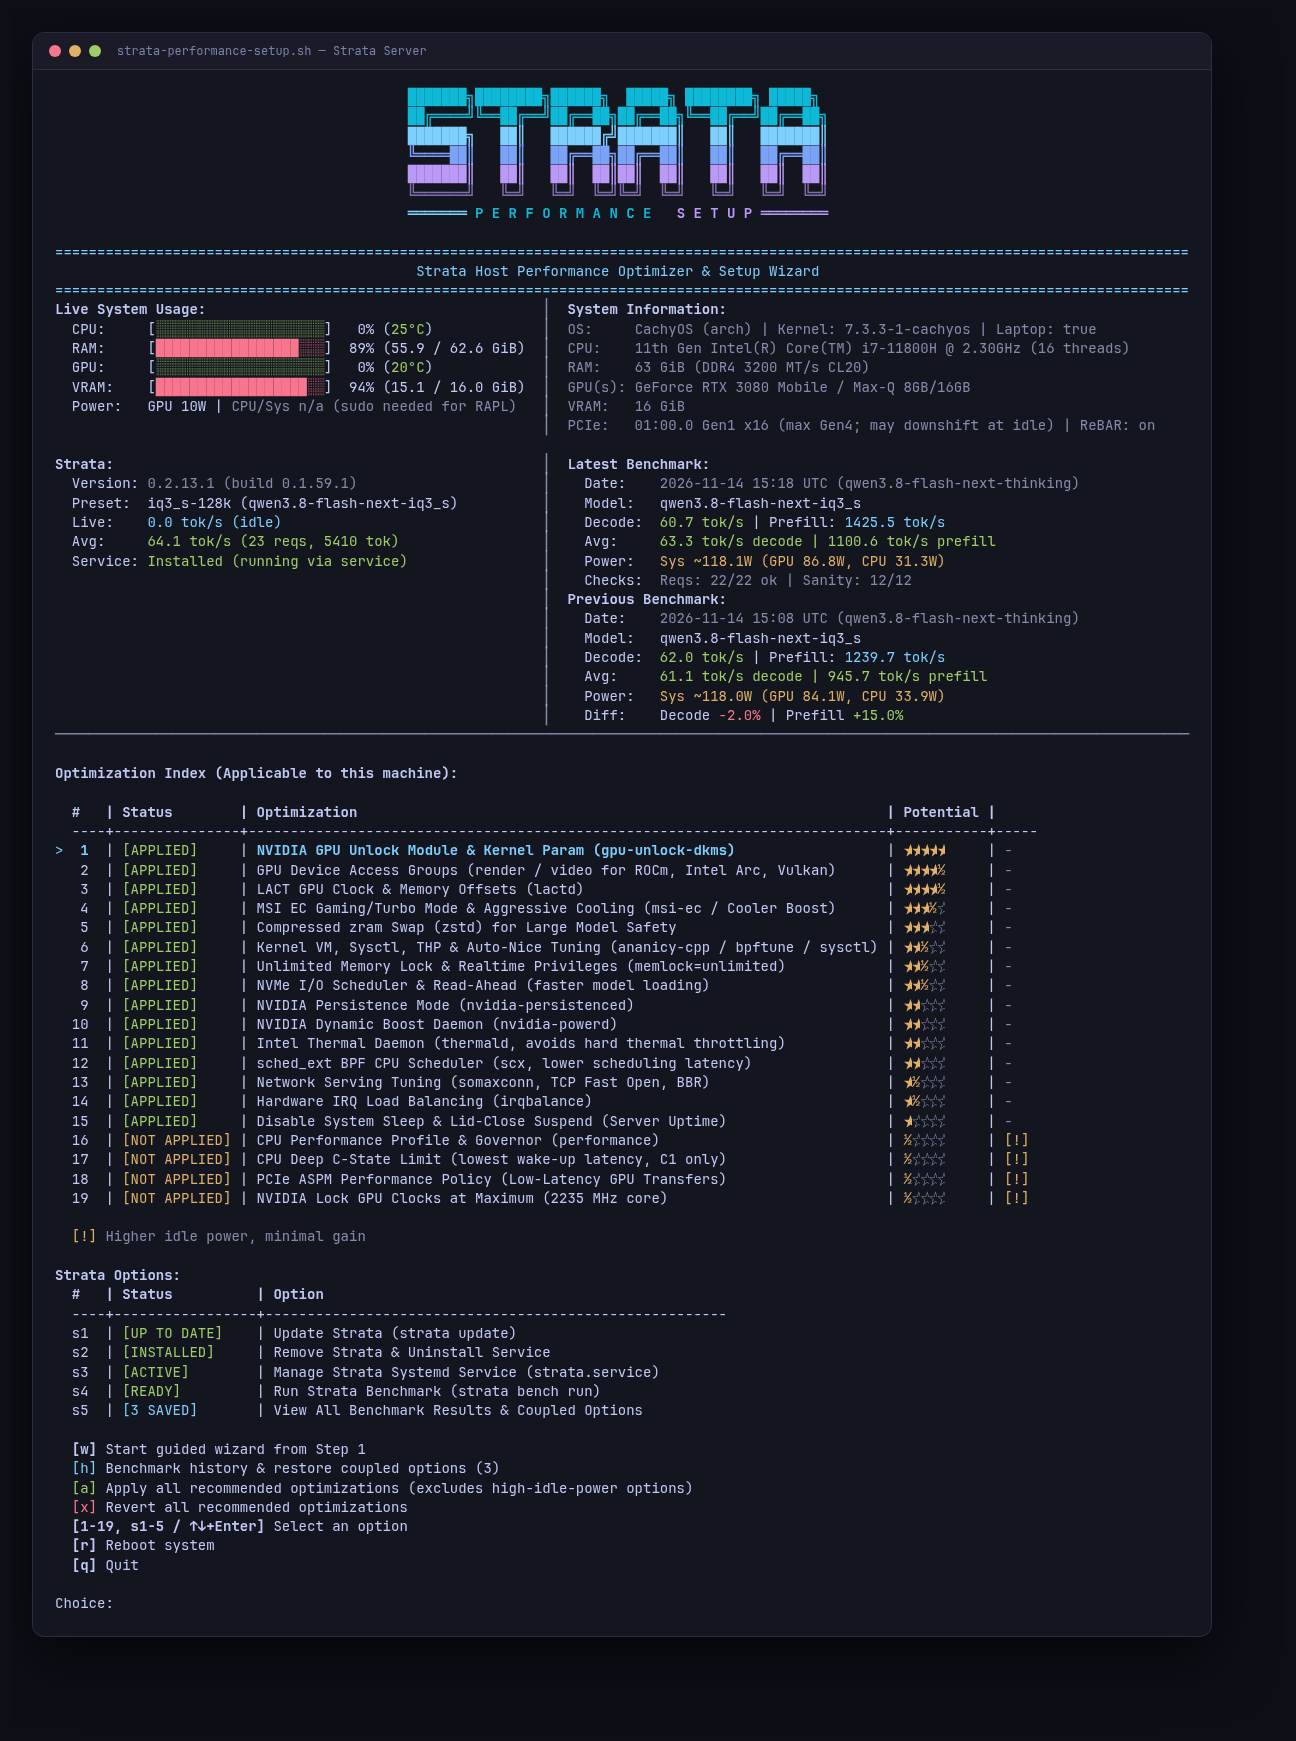 strata-performance-setup.sh — Strata Server
STRATA
PERFORMANCE SETUP
Strata Host Performance Optimizer & Setup Wizard
Live System Usage:
CPU: [] 0% (25°C)
RAM: [] 89% (55.9 / 62.6 GiB)
GPU: [] 0% (20°C)
VRAM: [] 94% (15.1 / 16.0 GiB)
Power: GPU 10W | CPU/Sys n/a (sudo needed for RAPL)
System Information:
OS: CachyOS (arch) | Kernel: 7.3.3-1-cachyos | Laptop: true
CPU: 11th Gen Intel(R) Core(TM) i7-11800H @ 2.30GHz (16 threads)
RAM: 63 GiB (DDR4 3200 MT/s CL20)
GPU(s): GeForce RTX 3080 Mobile / Max-Q 8GB/16GB
VRAM: 16 GiB
PCIe: 01:00.0 Gen1 x16 (max Gen4; may downshift at idle) | ReBAR: on
Strata:
Version: 0.2.13.1 (build 0.1.59.1)
Preset: iq3_s-128k (qwen3.8-flash-next-iq3_s)
Live: 0.0 tok/s (idle)
Avg: 64.1 tok/s (23 reqs, 5410 tok)
Service: Installed (running via service)
Latest Benchmark:
Date: 2026-11-14 15:18 UTC (qwen3.8-flash-next-thinking)
Model: qwen3.8-flash-next-iq3_s
Decode: 60.7 tok/s | Prefill: 1425.5 tok/s
Avg: 63.3 tok/s decode | 1100.6 tok/s prefill
Power: Sys ~118.1W (GPU 86.8W, CPU 31.3W)
Checks: Reqs: 22/22 ok | Sanity: 12/12
Previous Benchmark:
Date: 2026-11-14 15:08 UTC (qwen3.8-flash-next-thinking)
Model: qwen3.8-flash-next-iq3_s
Decode: 62.0 tok/s | Prefill: 1239.7 tok/s
Avg: 61.1 tok/s decode | 945.7 tok/s prefill
Power: Sys ~118.0W (GPU 84.1W, CPU 33.9W)
Diff: Decode -2.0% | Prefill +15.0%
Optimization Index (Applicable to this machine):
# | Status | Optimization | Potential |
> 1 | [APPLIED] | NVIDIA GPU Unlock Module & Kernel Param (gpu-unlock-dkms) | ★★★★★ | -
2 | [APPLIED] | GPU Device Access Groups (render / video for ROCm, Intel Arc, Vulkan) | ★★★★½ | -
3 | [APPLIED] | LACT GPU Clock & Memory Offsets (lactd) | ★★★★½ | -
4 | [APPLIED] | MSI EC Gaming/Turbo Mode & Aggressive Cooling (msi-ec / Cooler Boost) | ★★★½☆ | -
5 | [APPLIED] | Compressed zram Swap (zstd) for Large Model Safety | ★★★☆☆ | -
6 | [APPLIED] | Kernel VM, Sysctl, THP & Auto-Nice Tuning (ananicy-cpp / bpftune / sysctl) | ★★½☆☆ | -
7 | [APPLIED] | Unlimited Memory Lock & Realtime Privileges (memlock=unlimited) | ★★½☆☆ | -
8 | [APPLIED] | NVMe I/O Scheduler & Read-Ahead (faster model loading) | ★★½☆☆ | -
9 | [APPLIED] | NVIDIA Persistence Mode (nvidia-persistenced) | ★★☆☆☆ | -
10 | [APPLIED] | NVIDIA Dynamic Boost Daemon (nvidia-powerd) | ★★☆☆☆ | -
11 | [APPLIED] | Intel Thermal Daemon (thermald, avoids hard thermal throttling) | ★★☆☆☆ | -
12 | [APPLIED] | sched_ext BPF CPU Scheduler (scx, lower scheduling latency) | ★★☆☆☆ | -
13 | [APPLIED] | Network Serving Tuning (somaxconn, TCP Fast Open, BBR) | ★½☆☆☆ | -
14 | [APPLIED] | Hardware IRQ Load Balancing (irqbalance) | ★½☆☆☆ | -
15 | [APPLIED] | Disable System Sleep & Lid-Close Suspend (Server Uptime) | ★☆☆☆☆ | -
16 | [NOT APPLIED] | CPU Performance Profile & Governor (performance) | ½☆☆☆☆ | [!]
17 | [NOT APPLIED] | CPU Deep C-State Limit (lowest wake-up latency, C1 only) | ½☆☆☆☆ | [!]
18 | [NOT APPLIED] | PCIe ASPM Performance Policy (Low-Latency GPU Transfers) | ½☆☆☆☆ | [!]
19 | [NOT APPLIED] | NVIDIA Lock GPU Clocks at Maximum (2235 MHz core) | ½☆☆☆☆ | [!]
[!] Higher idle power, minimal gain
Strata Options:
# | Status | Option
s1 | [UP TO DATE] | Update Strata (strata update)
s2 | [INSTALLED] | Remove Strata & Uninstall Service
s3 | [ACTIVE] | Manage Strata Systemd Service (strata.service)
s4 | [READY] | Run Strata Benchmark (strata bench run)
s5 | [3 SAVED] | View All Benchmark Results & Coupled Options
[w] Start guided wizard from Step 1
[h] Benchmark history & restore coupled options (3)
[a] Apply all recommended optimizations (excludes high-idle-power options)
[x] Revert all recommended optimizations
[1-19, s1-5 / ↑↓+Enter] Select an option
[r] Reboot system
[q] Quit
Choice: